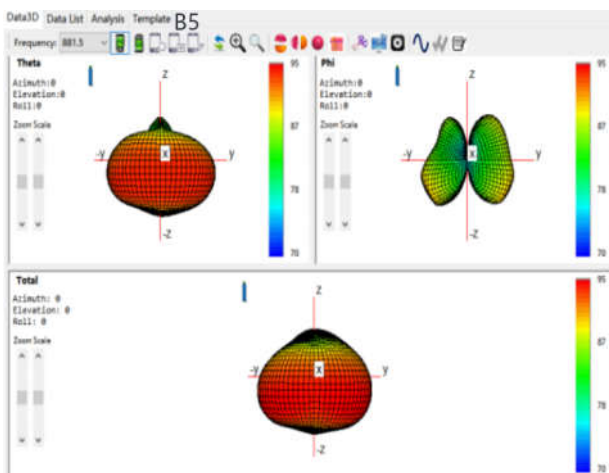 Data3D Data List Analysis Template B5
Frequency: 881.5
Theta
Azimuth:0
Elevation:0
Roll:0
Zoom Scale
z
-y
x
y
-z
95
87
78
70
Phi
Azimuth:0
Elevation:0
Roll:0
Zoom Scale
z
-y
x
y
-z
95
87
78
70
Total
Azimuth: 0
Elevation: 0
Roll: 0
Zoom Scale
z
-y
x
y
-z
95
87
78
70